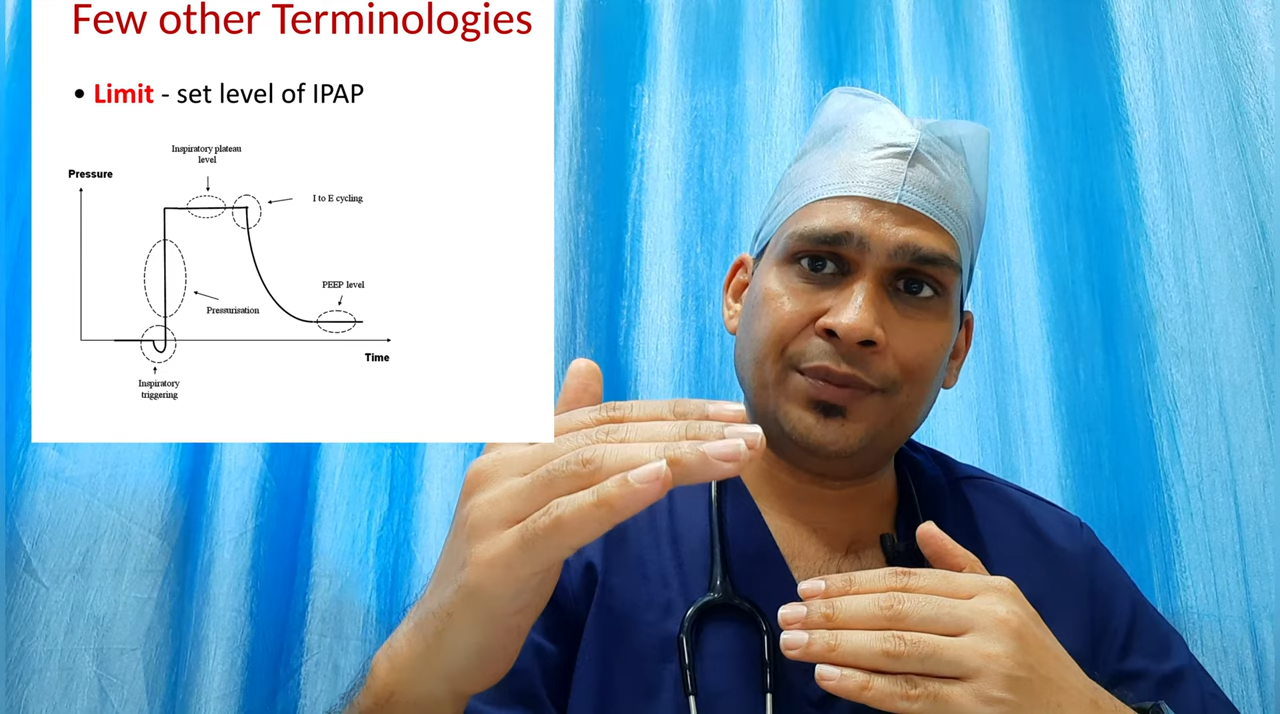 Few other Terminologies
• Limit - set level of IPAP
Inspiratory plateau
level
Pressure
I to E cycling
PEEP level
Pressurisation
Time
Inspiratory
triggering